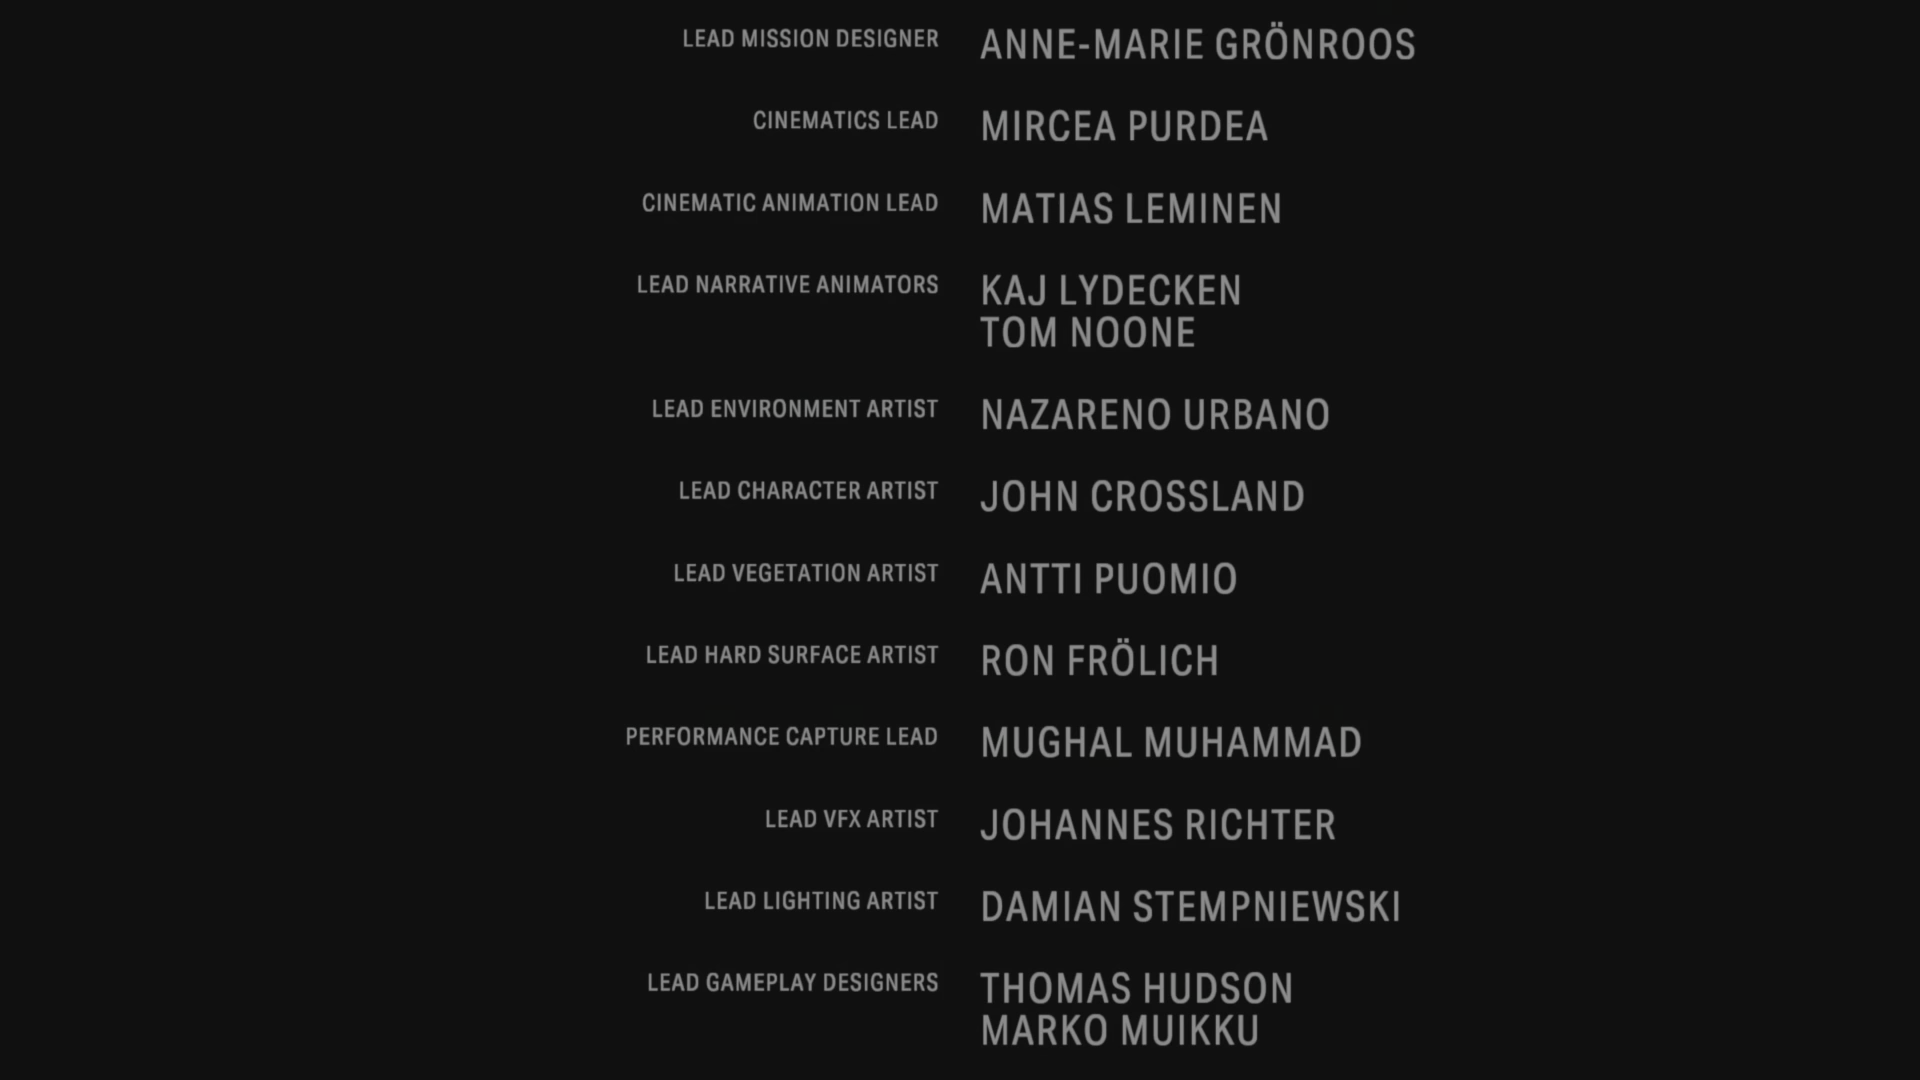 LEAD MISSION DESIGNER ANNE-MARIE GRÖNROOS
CINEMATICS LEAD MIRCEA PURDEA
CINEMATIC ANIMATION LEAD MATIAS LEMINEN
LEAD NARRATIVE ANIMATORS KAJ LYDECKEN
TOM NOONE
LEAD ENVIRONMENT ARTIST NAZARENO URBANO
LEAD CHARACTER ARTIST JOHN CROSSLAND
LEAD VEGETATION ARTIST ANTTI PUOMIO
LEAD HARD SURFACE ARTIST RON FRÖLICH
PERFORMANCE CAPTURE LEAD MUGHAL MUHAMMAD
LEAD VFX ARTIST JOHANNES RICHTER
LEAD LIGHTING ARTIST DAMIAN STEMPNIEWSKI
LEAD GAMEPLAY DESIGNERS THOMAS HUDSON
MARKO MUIKKU